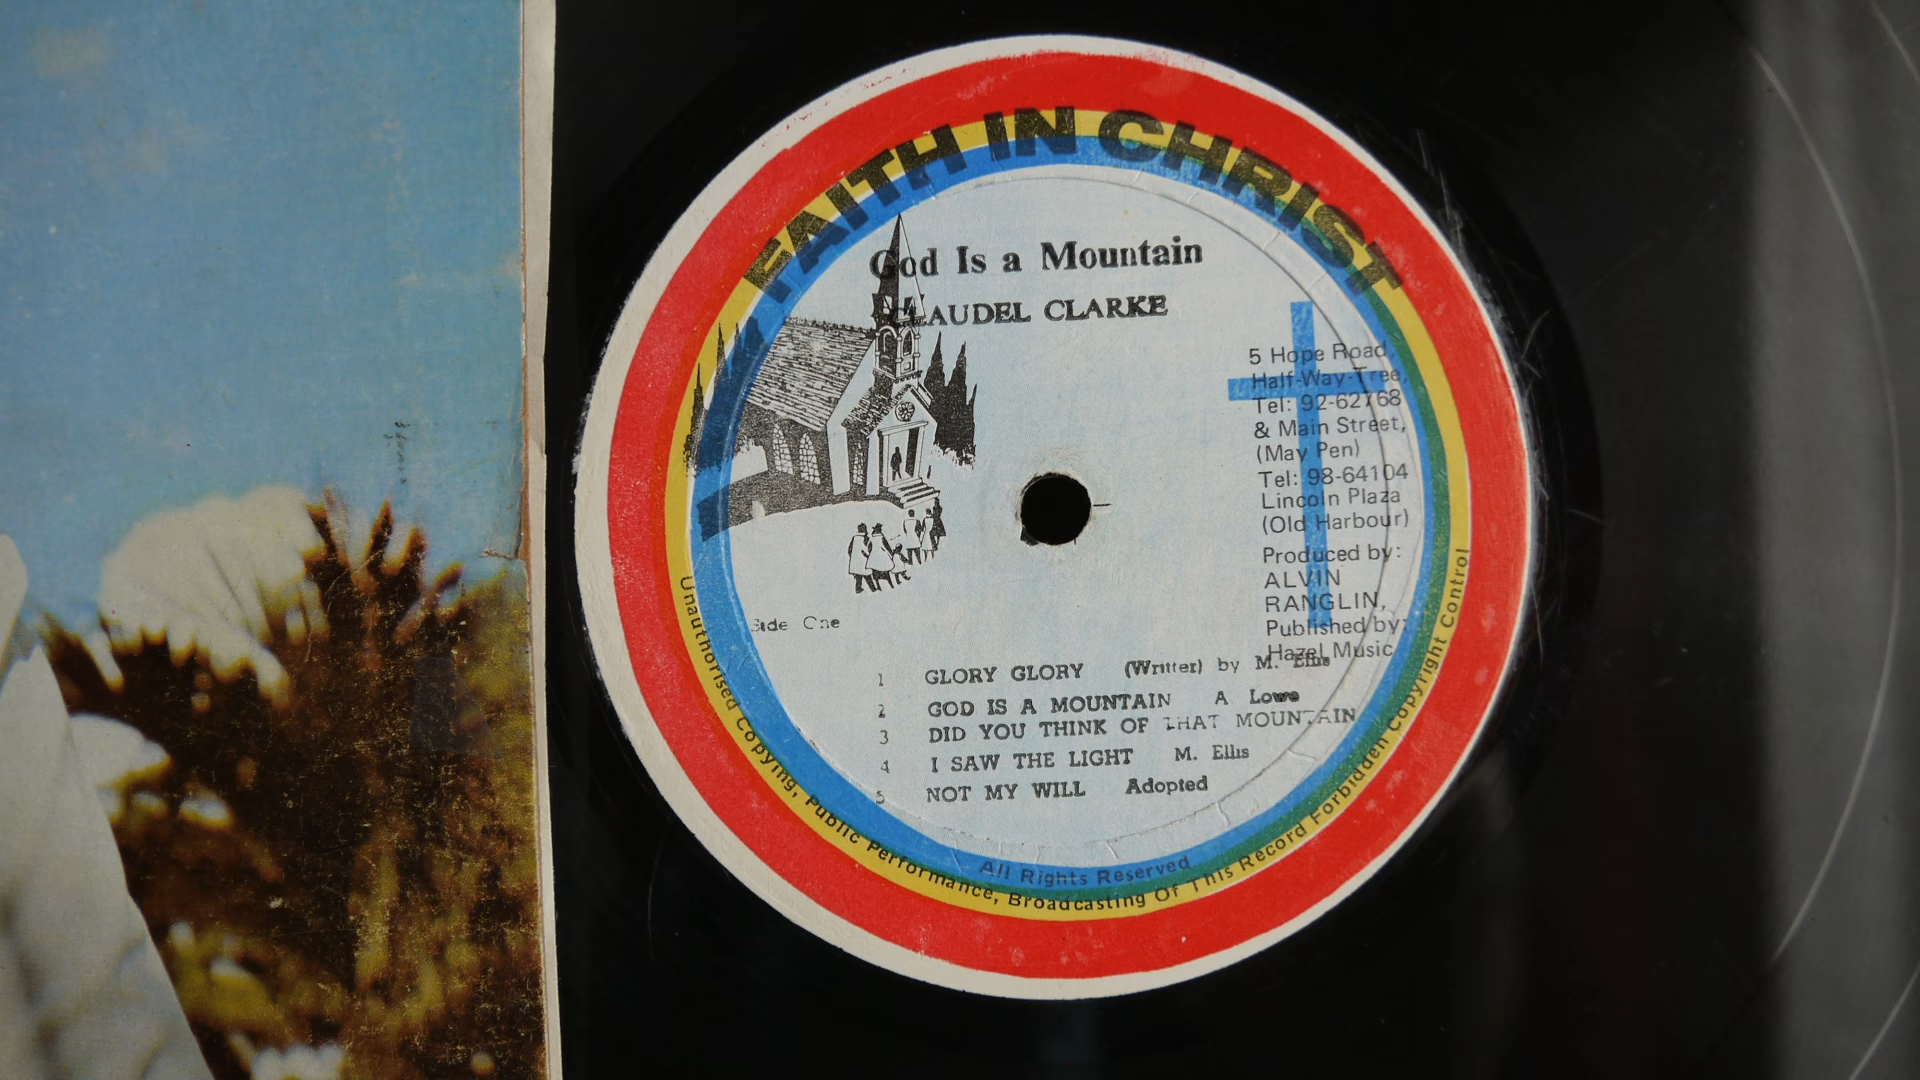 FAITH IN CHRIST
God Is a Mountain
CLAUDEL CLARKE
5 Hope Road,
Half-Way-Tree,
Tel: 92-62768
& Main Street,
(May Pen)
Tel: 98-64104
Lincoln Plaza
(Old Harbour)
Produced by:
ALVIN
RANGLIN,
Published by:
Hazel Music
Side One
1 GLORY GLORY (Writter) by M. Ellis
2 GOD IS A MOUNTAIN A. Lowe
3 DID YOU THINK OF THAT MOUNTAIN
4 I SAW THE LIGHT M. Ellis
5 NOT MY WILL Adopted
All Rights Reserved
Unauthorised Copying, Public Performance, Broadcasting Of This Record Forbidden Copyright Control